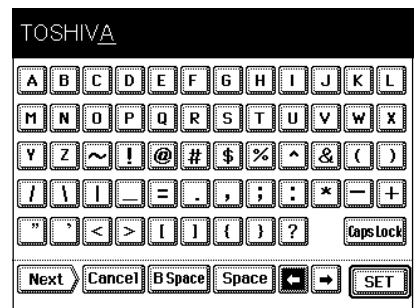 TOSHIVA
A B C D E F G H I J K L
M N O P Q R S T U V W X
Y Z ~ ! @ # $ % ^ & ( )
/ \ | _ = . , ; : * - +
" ' < > [ ] { } ? Caps Lock
Next Cancel B Space Space ← → SET